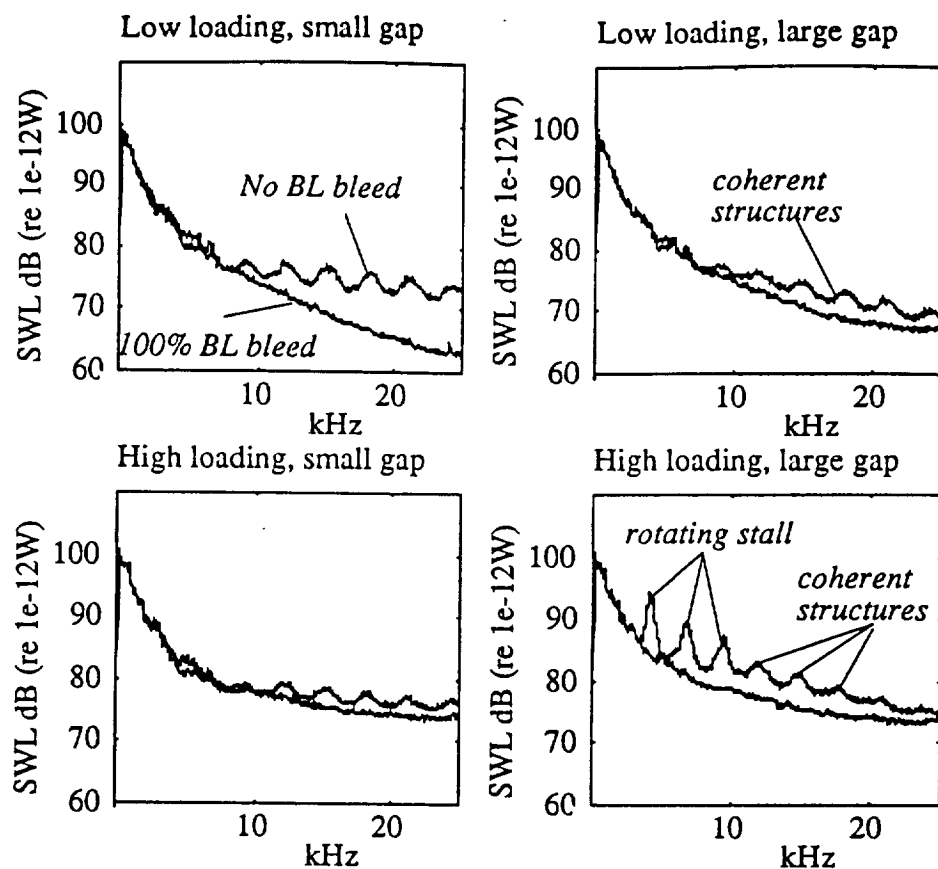 Low loading, small gap
SWL dB (re 1e-12W)
100
90
80
70
60
No BL bleed
100% BL bleed
10
20
kHz
Low loading, large gap
SWL dB (re 1e-12W)
100
90
80
70
60
coherent
structures
10
20
kHz
High loading, small gap
SWL dB (re 1e-12W)
100
90
80
70
60
10
20
kHz
High loading, large gap
SWL dB (re 1e-12W)
100
90
80
70
60
rotating stall
coherent
structures
10
20
kHz